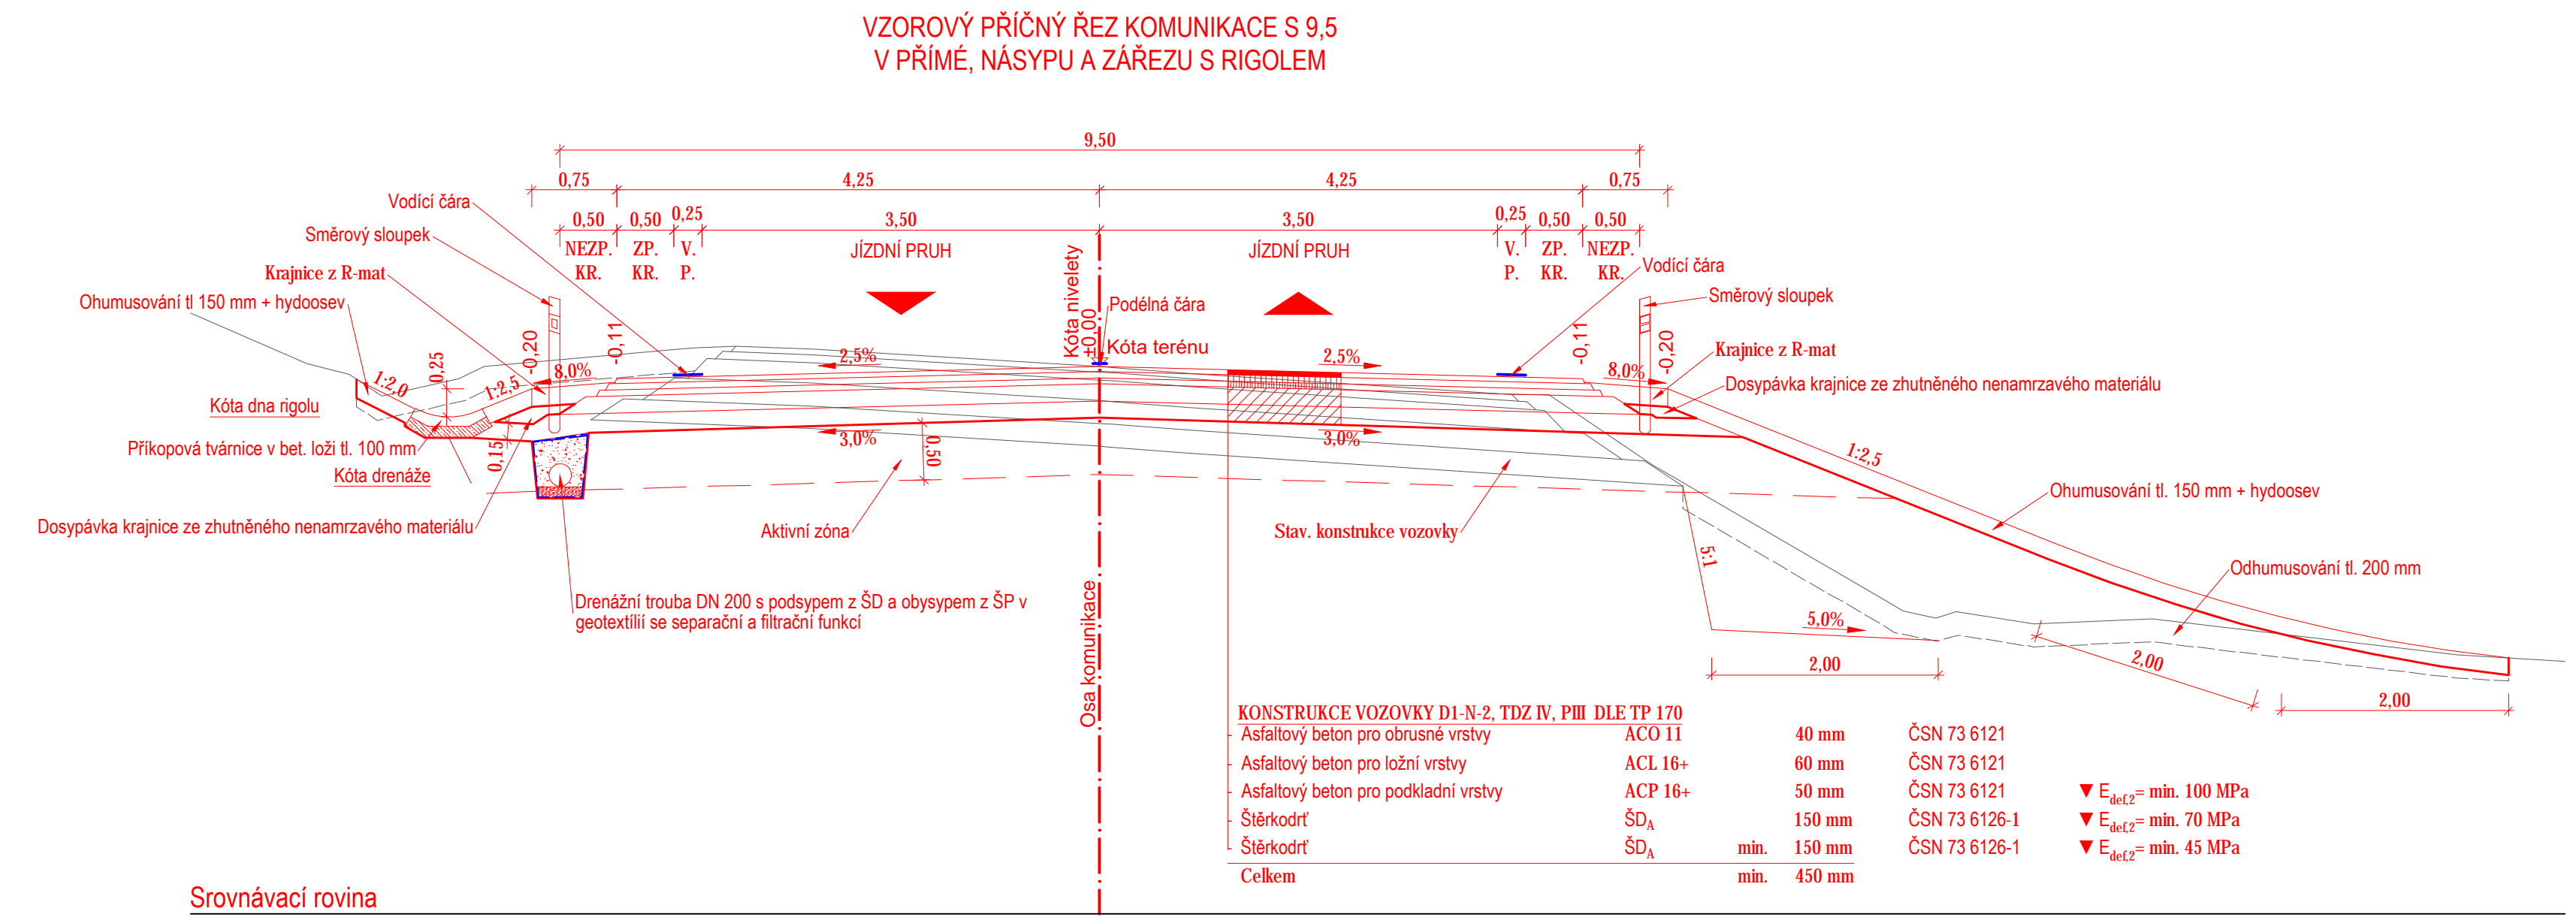 VZOROVÝ PŘÍČNÝ ŘEZ KOMUNIKACE S 9,5
V PŘÍMÉ, NÁSYPU A ZÁŘEZU S RIGOLEM
9,50
0,75
4,25
4,25
0,75
Vodící čára
0,50
0,50
0,25
3,50
3,50
0,25
0,50
0,50
Směrový sloupek
NEZP.
KR.
ZP.
KR.
V.
P.
JÍZDNÍ PRUH
JÍZDNÍ PRUH
V.
P.
ZP.
KR.
NEZP.
KR.
Vodící čára
Krajnice z R-mat
Směrový sloupek
Ohumusování tl 150 mm + hydoosev
Kóta nivelety
±0,00
Podélná čára
Kóta terénu
-0,20
-0,11
-0,11
-0,20
Krajnice z R-mat
2,5%
2,5%
8,0%
8,0%
1:2,0
0,25
1:2,5
Dosypávka krajnice ze zhutněného nenamrzavého materiálu
Kóta dna rigolu
Příkopová tvárnice v bet. loži tl. 100 mm
0,15
3,0%
0,50
3,0%
1:2,5
Kóta drenáže
Ohumusování tl. 150 mm + hydoosev
Dosypávka krajnice ze zhutněného nenamrzavého materiálu
Aktivní zóna
Stav. konstrukce vozovky
5:1
Odhumusování tl. 200 mm
Drenážní trouba DN 200 s podsypem z ŠD a obysypem z ŠP v
geotextílií se separační a filtrační funkcí
Osa komunikace
5,0%
2,00
2,00
2,00
KONSTRUKCE VOZOVKY D1-N-2, TDZ IV, PIII DLE TP 170
Asfaltový beton pro obrusné vrstvy ACO 11 40 mm ČSN 73 6121
Asfaltový beton pro ložní vrstvy ACL 16+ 60 mm ČSN 73 6121
Asfaltový beton pro podkladní vrstvy ACP 16+ 50 mm ČSN 73 6121 ▼ Edef,2= min. 100 MPa
Štěrkodrť ŠDA 150 mm ČSN 73 6126-1 ▼ Edef,2= min. 70 MPa
Štěrkodrť ŠDA min. 150 mm ČSN 73 6126-1 ▼ Edef,2= min. 45 MPa
Celkem min. 450 mm
Srovnávací rovina